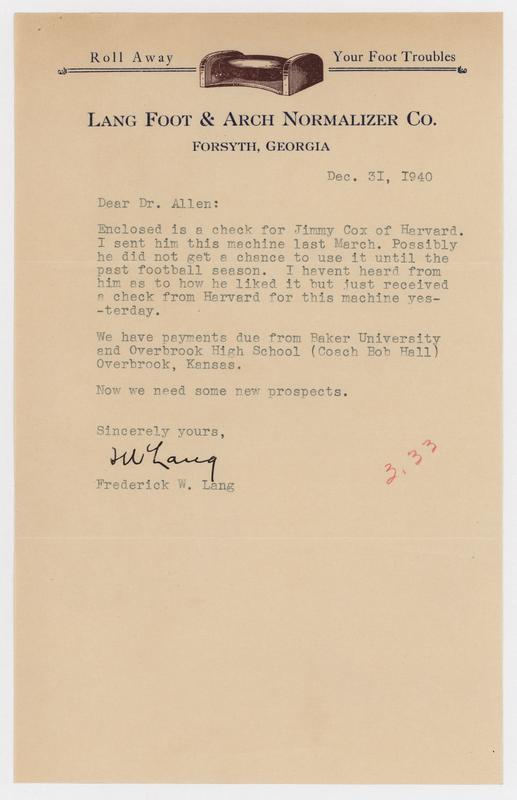 Roll Away Your Foot Troubles
LANG FOOT & ARCH NORMALIZER CO.
FORSYTH, GEORGIA
Dec. 3I, I940
Dear Dr. Allen:
Enclosed is a check for Jimmy Cox of Harvard.
I sent him this machine last March. Possibly
he did not get a chance to use it until the
past football season. I havent heard from
him as to how he liked it but just received
a check from Harvard for this machine yes-
-terday.
We have payments due from Baker University
and Overbrook High School (Coach Bob Hall)
Overbrook, Kansas.
Now we need some new prospects.
Sincerely yours,
FW Lang
Frederick W. Lang
3.33